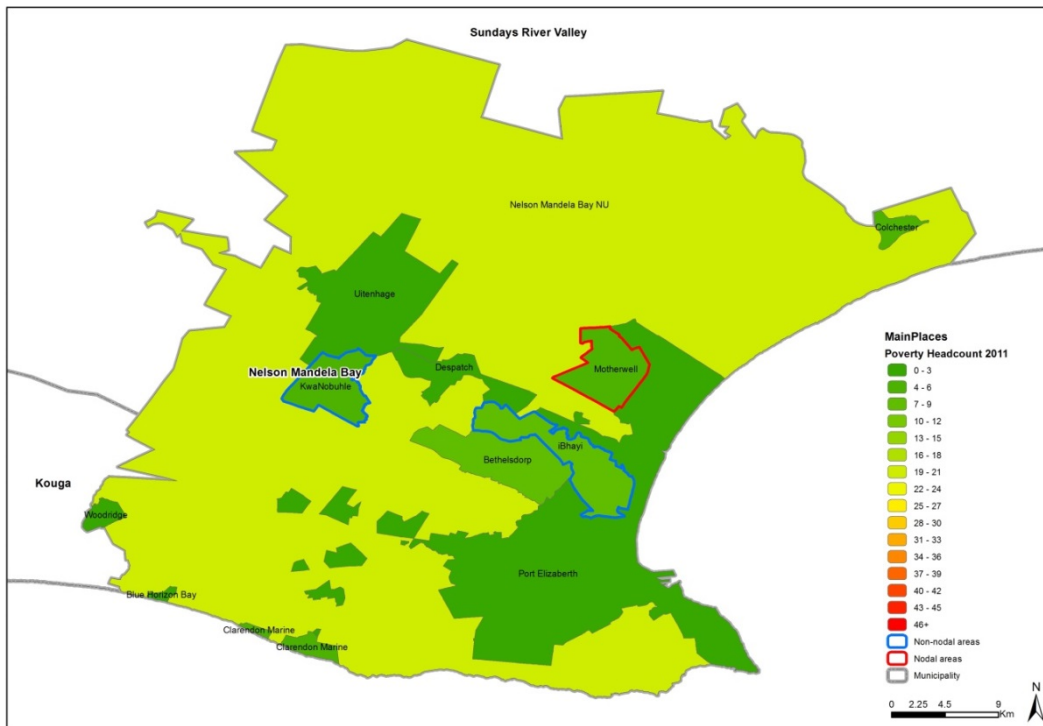 Sundays River Valley
Nelson Mandela Bay NU
Colchester
Uitenhage
Motherwell
Despatch
Nelson Mandela Bay
KwaNobuhle
iBhayi
Bethelsdorp
Kouga
Woodridge
Port Elizaberth
Blue Horizon Bay
Clarendon Marine
Clarendon Marine
MainPlaces
Poverty Headcount 2011
0 - 3
4 - 6
7 - 9
10 - 12
13 - 15
16 - 18
19 - 21
22 - 24
25 - 27
28 - 30
31 - 33
34 - 36
37 - 39
40 - 42
43 - 45
46+
Non-nodal areas
Nodal areas
Municipality
N
0 2.25 4.5 9
Km